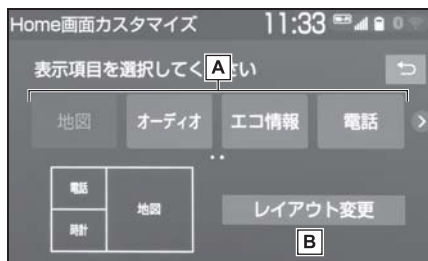 Home画面カスタマイズ 11:33 0
A
表示項目を選択してください
地図 オーディオ エコ情報 電話
電話 地図
時計
レイアウト変更
B